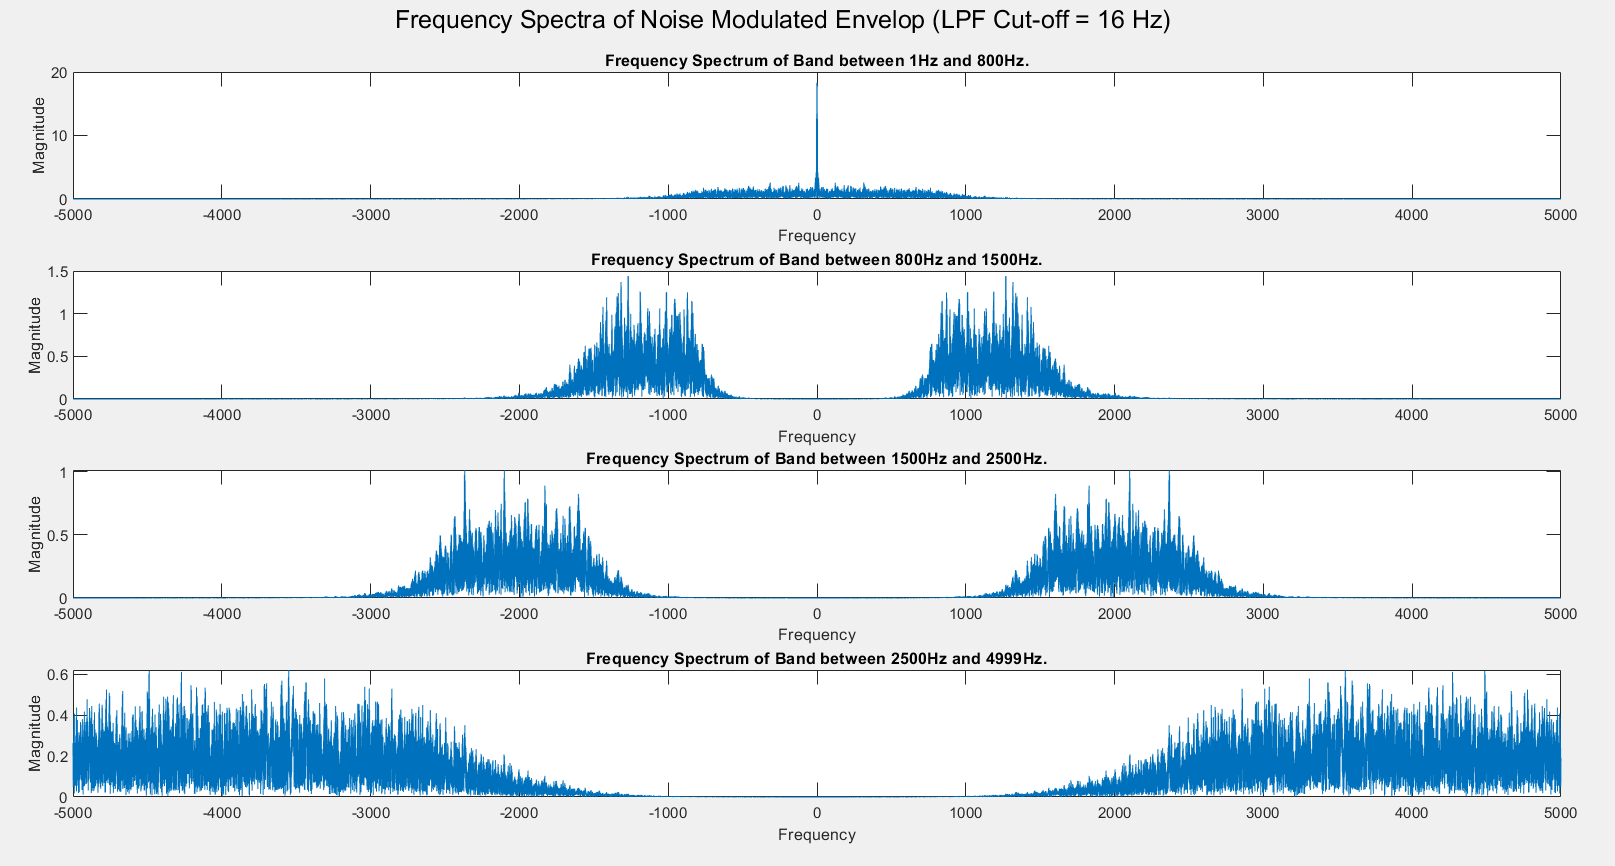 Frequency Spectra of Noise Modulated Envelop (LPF Cut-off = 16 Hz)
Frequency Spectrum of Band between 1Hz and 800Hz.
Magnitude
20
10
0
-5000 -4000 -3000 -2000 -1000 0 1000 2000 3000 4000 5000
Frequency
Frequency Spectrum of Band between 800Hz and 1500Hz.
Magnitude
1.5
1
0.5
0
-5000 -4000 -3000 -2000 -1000 0 1000 2000 3000 4000 5000
Frequency
Frequency Spectrum of Band between 1500Hz and 2500Hz.
Magnitude
1
0.5
0
-5000 -4000 -3000 -2000 -1000 0 1000 2000 3000 4000 5000
Frequency
Frequency Spectrum of Band between 2500Hz and 4999Hz.
Magnitude
0.6
0.4
0.2
0
-5000 -4000 -3000 -2000 -1000 0 1000 2000 3000 4000 5000
Frequency